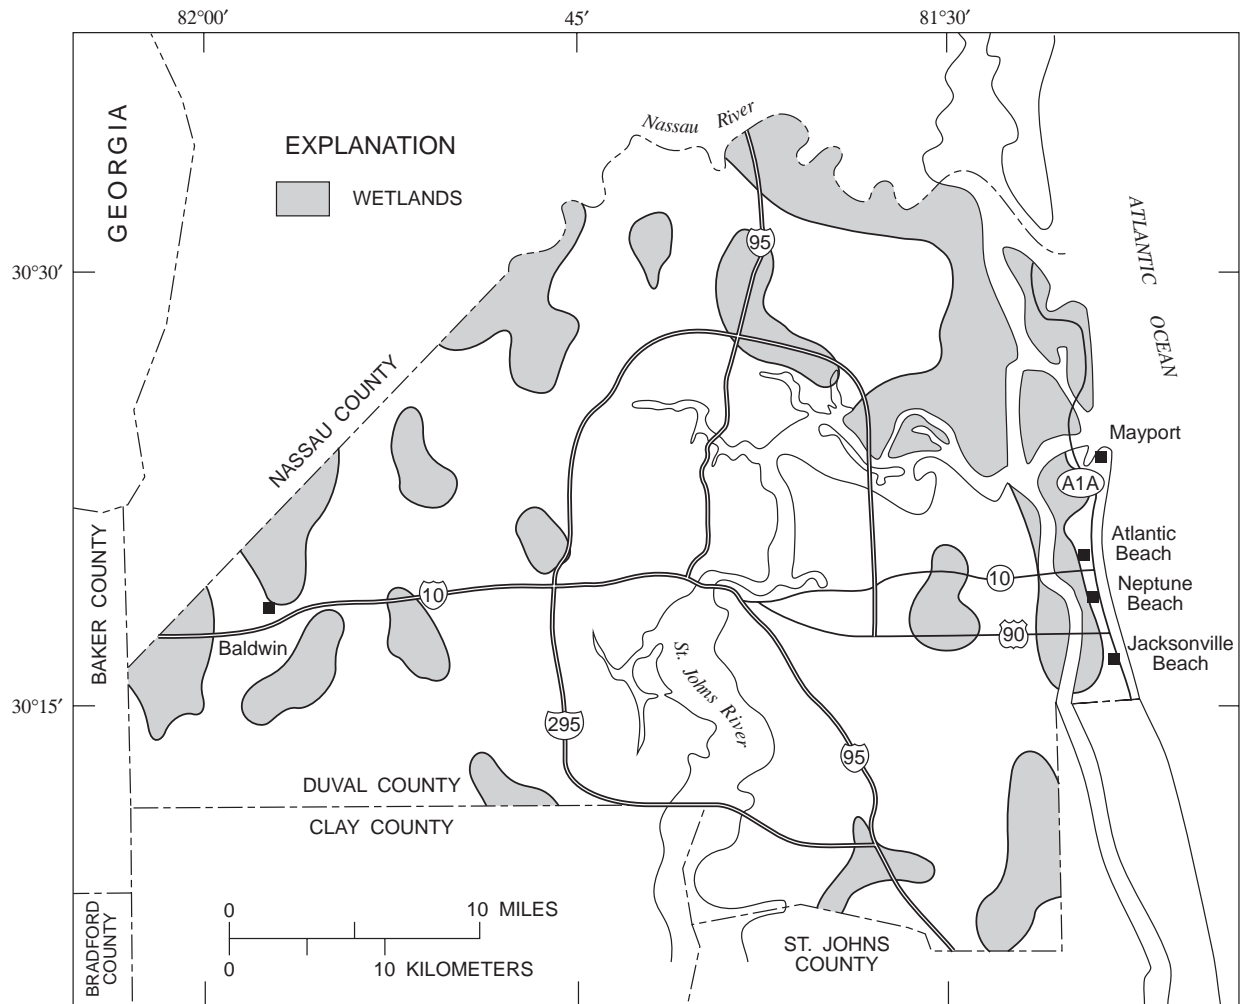 82°00′
45′
81°30′
Nassau River
GEORGIA
EXPLANATION
WETLANDS
ATLANTIC OCEAN
95
30°30′
30°15′
NASSAU COUNTY
Mayport
A1A
Atlantic
Beach
Neptune
Beach
Jacksonville
Beach
BAKER COUNTY
10
10
90
Baldwin
St. Johns River
295
95
DUVAL COUNTY
CLAY COUNTY
BRADFORD
COUNTY
ST. JOHNS
COUNTY
0 10 MILES
0 10 KILOMETERS